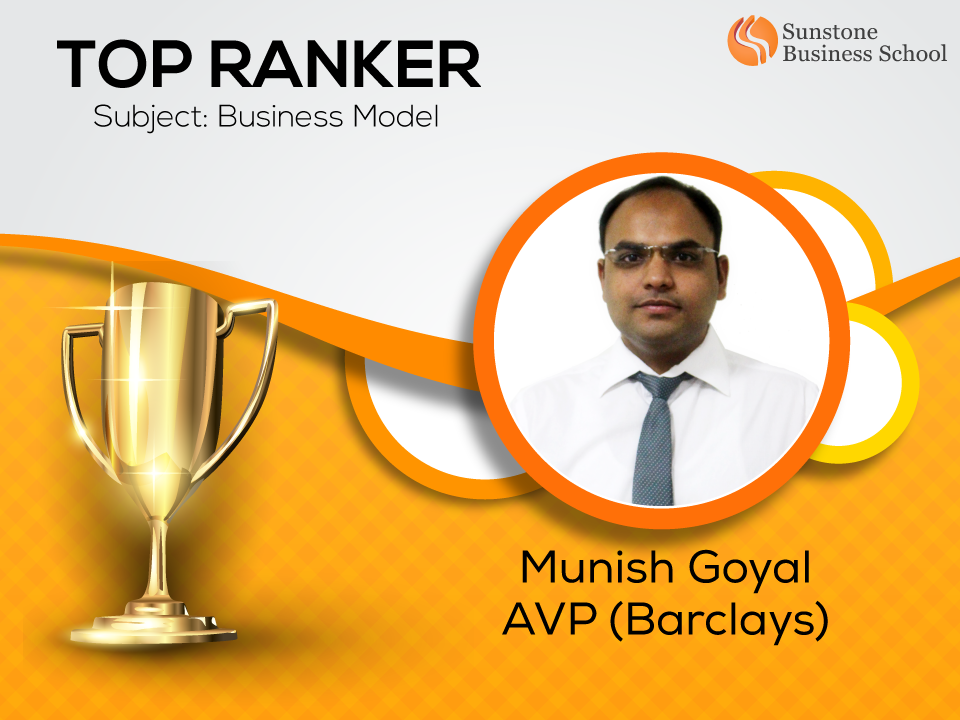 TOP RANKER
Subject: Business Model
Sunstone
Business School
Munish Goyal
AVP (Barclays)